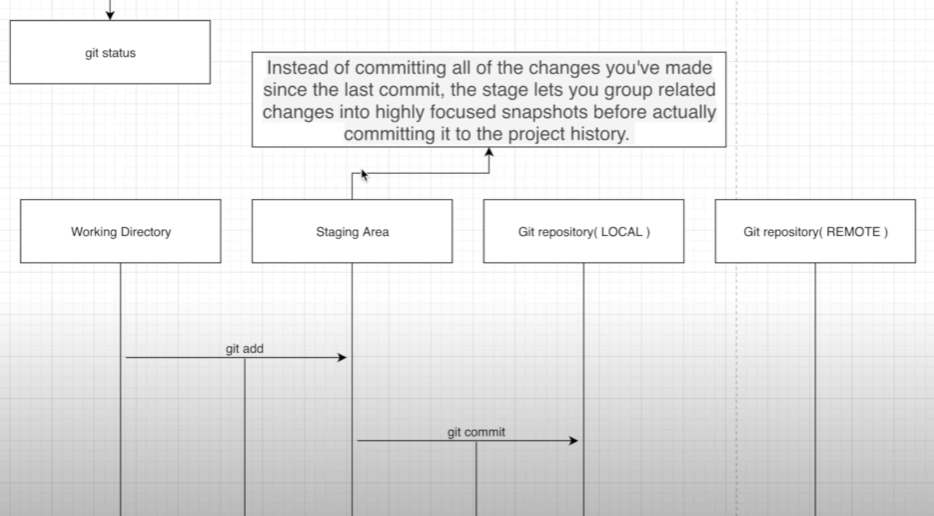 git status
Instead of committing all of the changes you've made
since the last commit, the stage lets you group related
changes into highly focused snapshots before actually
committing it to the project history.
Working Directory
Staging Area
Git repository( LOCAL )
Git repository( REMOTE )
git add
git commit